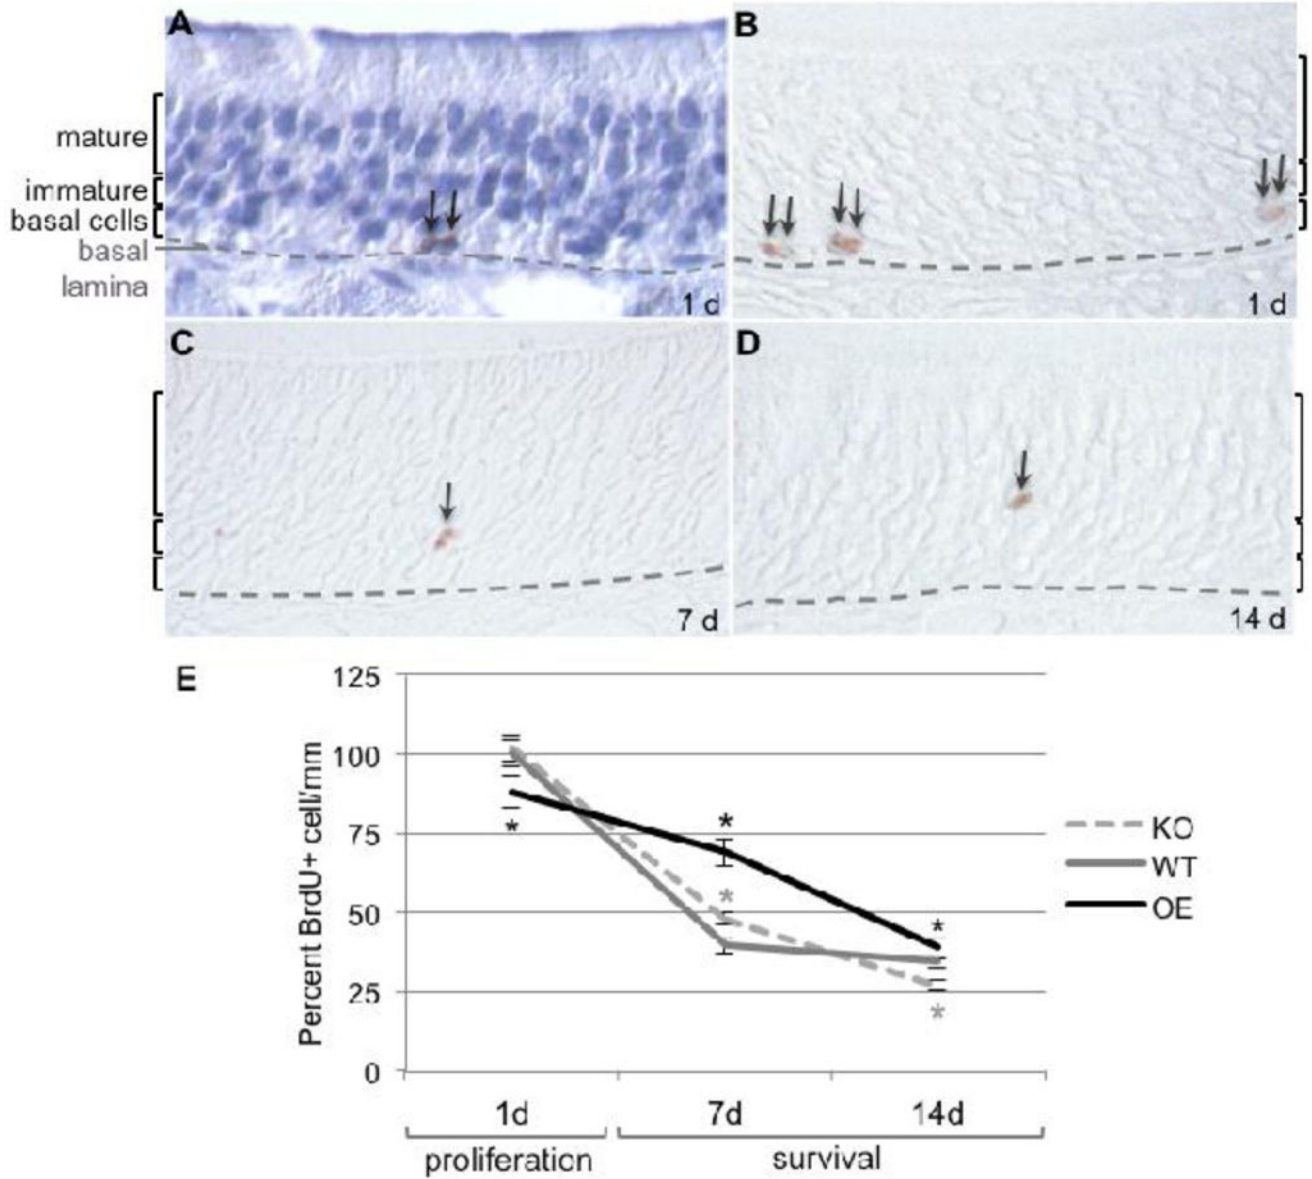 A
B
mature
immature
basal cells
basal
lamina
1 d
1 d
C
D
7 d
14 d
E
125
100
75
50
25
0
Percent BrdU+ cell/mm
*
*
*
*
*
KO
WT
OE
1d 7d 14d
proliferation survival